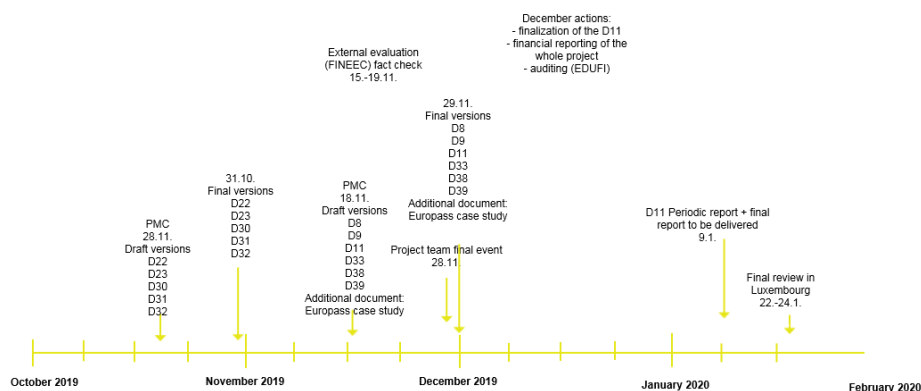 December actions:
- finalization of the D11
- financial reporting of the
whole project
- auditing (EDUFI)
External evaluation
(FINEEC) fact check
15.-19.11.
29.11.
Final versions
D8
D9
D11
D33
D38
D39
Additional document:
Europass case study
31.10.
Final versions
D22
D23
D30
D31
D32
PMC
18.11.
Draft versions
D8
D9
D11
D33
D38
D39
Additional document:
Europass case study
PMC
28.11.
Draft versions
D22
D23
D30
D31
D32
Project team final event
28.11.
D11 Periodic report + final
report to be delivered
9.1.
Final review in
Luxembourg
22.-24.1.
October 2019
November 2019
December 2019
January 2020
February 2020